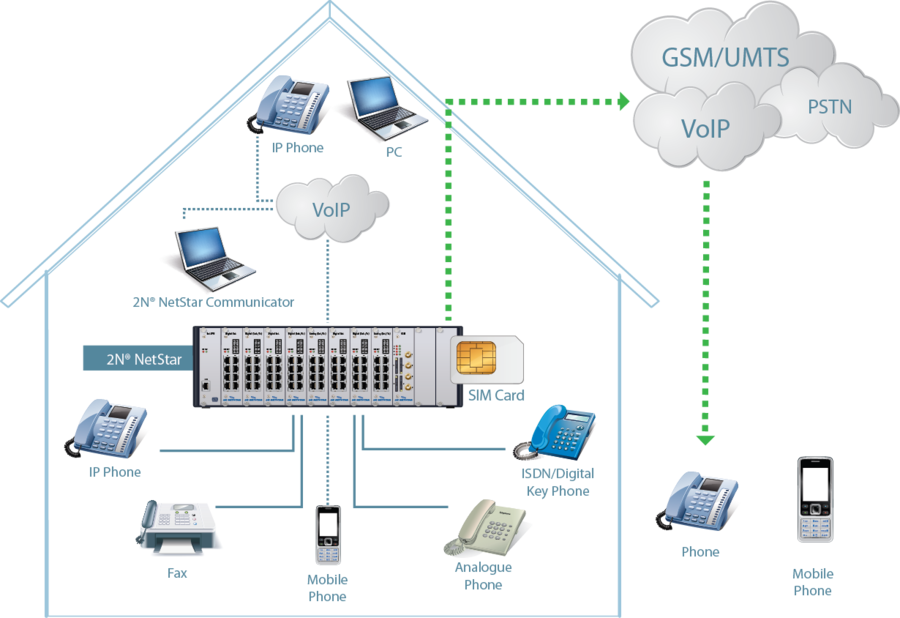 GSM/UMTS
PSTN
VoIP
IP Phone
PC
VoIP
2N® NetStar Communicator
2N® NetStar
SIM Card
IP Phone
ISDN/Digital
Key Phone
Fax
Mobile
Phone
Analogue
Phone
Phone
Mobile
Phone